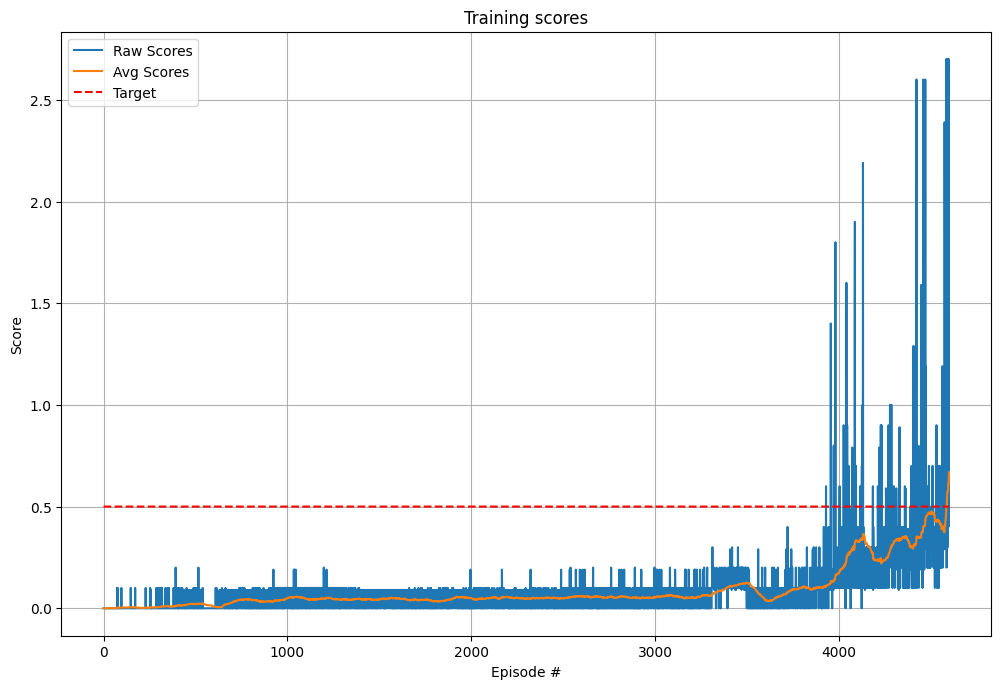 Training scores
Raw Scores
Avg Scores
Target
Score
2.5
2.0
1.5
1.0
0.5
0.0
0
1000
2000
3000
4000
Episode #